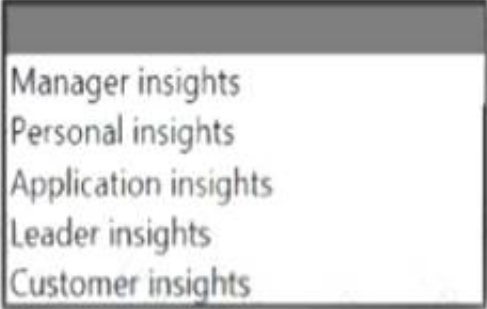 Manager insights
Personal insights
Application insights
Leader insights
Customer insights